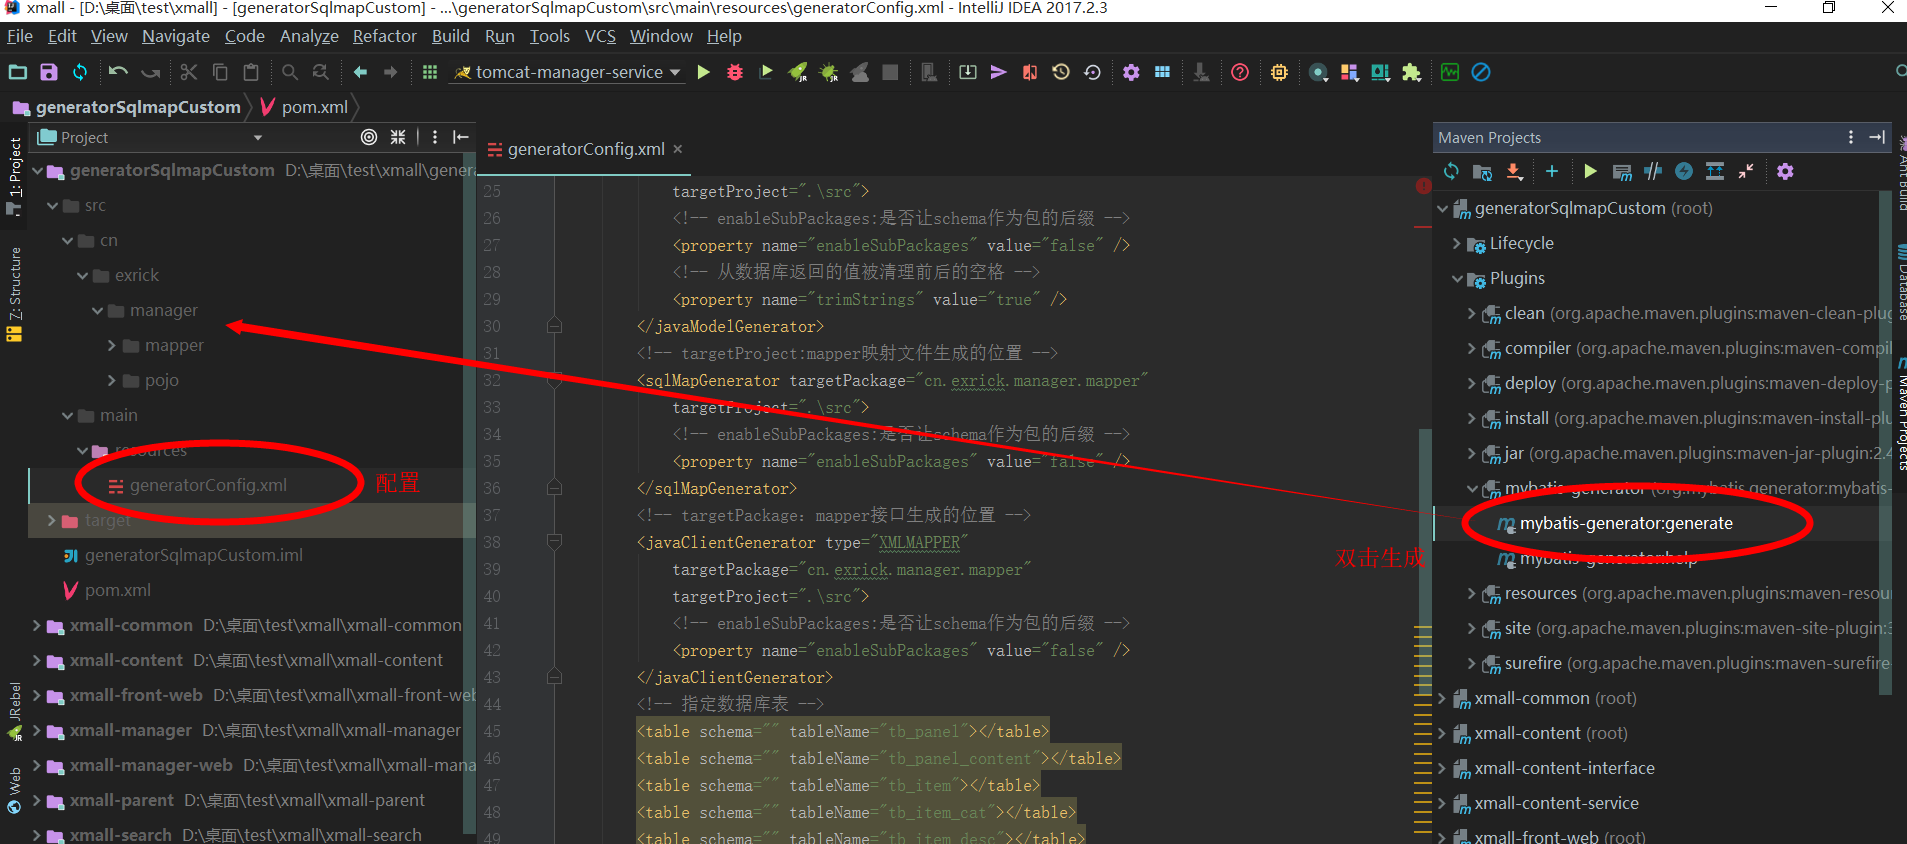 xmall - [D:\桌面\test\xmall] - [generatorSqlmapCustom] - ...\generatorSqlmapCustom\src\main\resources\generatorConfig.xml - IntelliJ IDEA 2017.2.3
File Edit View Navigate Code Analyze Refactor Build Run Tools VCS Window Help
tomcat-manager-service
generatorSqlmapCustom pom.xml
1: Project
Z: Structure
JRebel
Web
Project
generatorSqlmapCustom D:\桌面\test\xmall\gener
src
cn
exrick
manager
mapper
pojo
main
resources
generatorConfig.xml
配置
target
generatorSqlmapCustom.iml
pom.xml
xmall-common D:\桌面\test\xmall\xmall-common
xmall-content D:\桌面\test\xmall\xmall-content
xmall-front-web D:\桌面\test\xmall\xmall-front-web
xmall-manager D:\桌面\test\xmall\xmall-manager
xmall-manager-web D:\桌面\test\xmall\xmall-mana
xmall-parent D:\桌面\test\xmall\xmall-parent
xmall-search D:\桌面\test\xmall\xmall-search
generatorConfig.xml
25 targetProject=".\src">
26 <!-- enableSubPackages:是否让schema作为包的后缀 -->
27 <property name="enableSubPackages" value="false" />
28 <!-- 从数据库返回的值被清理前后的空格 -->
29 <property name="trimStrings" value="true" />
30 </javaModelGenerator>
31 <!-- targetProject:mapper映射文件生成的位置 -->
32 <sqlMapGenerator targetPackage="cn.exrick.manager.mapper"
33 targetProject=".\src">
34 <!-- enableSubPackages:是否让schema作为包的后缀 -->
35 <property name="enableSubPackages" value="false" />
36 </sqlMapGenerator>
37 <!-- targetPackage: mapper接口生成的位置 -->
38 <javaClientGenerator type="XMLMAPPER"
39 targetPackage="cn.exrick.manager.mapper"
40 targetProject=".\src">
41 <!-- enableSubPackages:是否让schema作为包的后缀 -->
42 <property name="enableSubPackages" value="false" />
43 </javaClientGenerator>
44 <!-- 指定数据库表 -->
45 <table schema="" tableName="tb_panel"></table>
46 <table schema="" tableName="tb_panel_content"></table>
47 <table schema="" tableName="tb_item"></table>
48 <table schema="" tableName="tb_item_cat"></table>
49 <table schema="" tableName="tb_item_desc"></table>
双击生成
Maven Projects
generatorSqlmapCustom (root)
Lifecycle
Plugins
clean (org.apache.maven.plugins:maven-clean-plug
compiler (org.apache.maven.plugins:maven-compil
deploy (org.apache.maven.plugins:maven-deploy-p
install (org.apache.maven.plugins:maven-install-plu
jar (org.apache.maven.plugins:maven-jar-plugin:2.4
mybatis-generator (org.mybatis.generator:mybatis-
mybatis-generator:generate
mybatis-generator:help
resources (org.apache.maven.plugins:maven-resou
site (org.apache.maven.plugins:maven-site-plugin:3
surefire (org.apache.maven.plugins:maven-surefire-
xmall-common (root)
xmall-content (root)
xmall-content-interface
xmall-content-service
xmall-front-web (root)
Ant Build
Database
Maven Projects